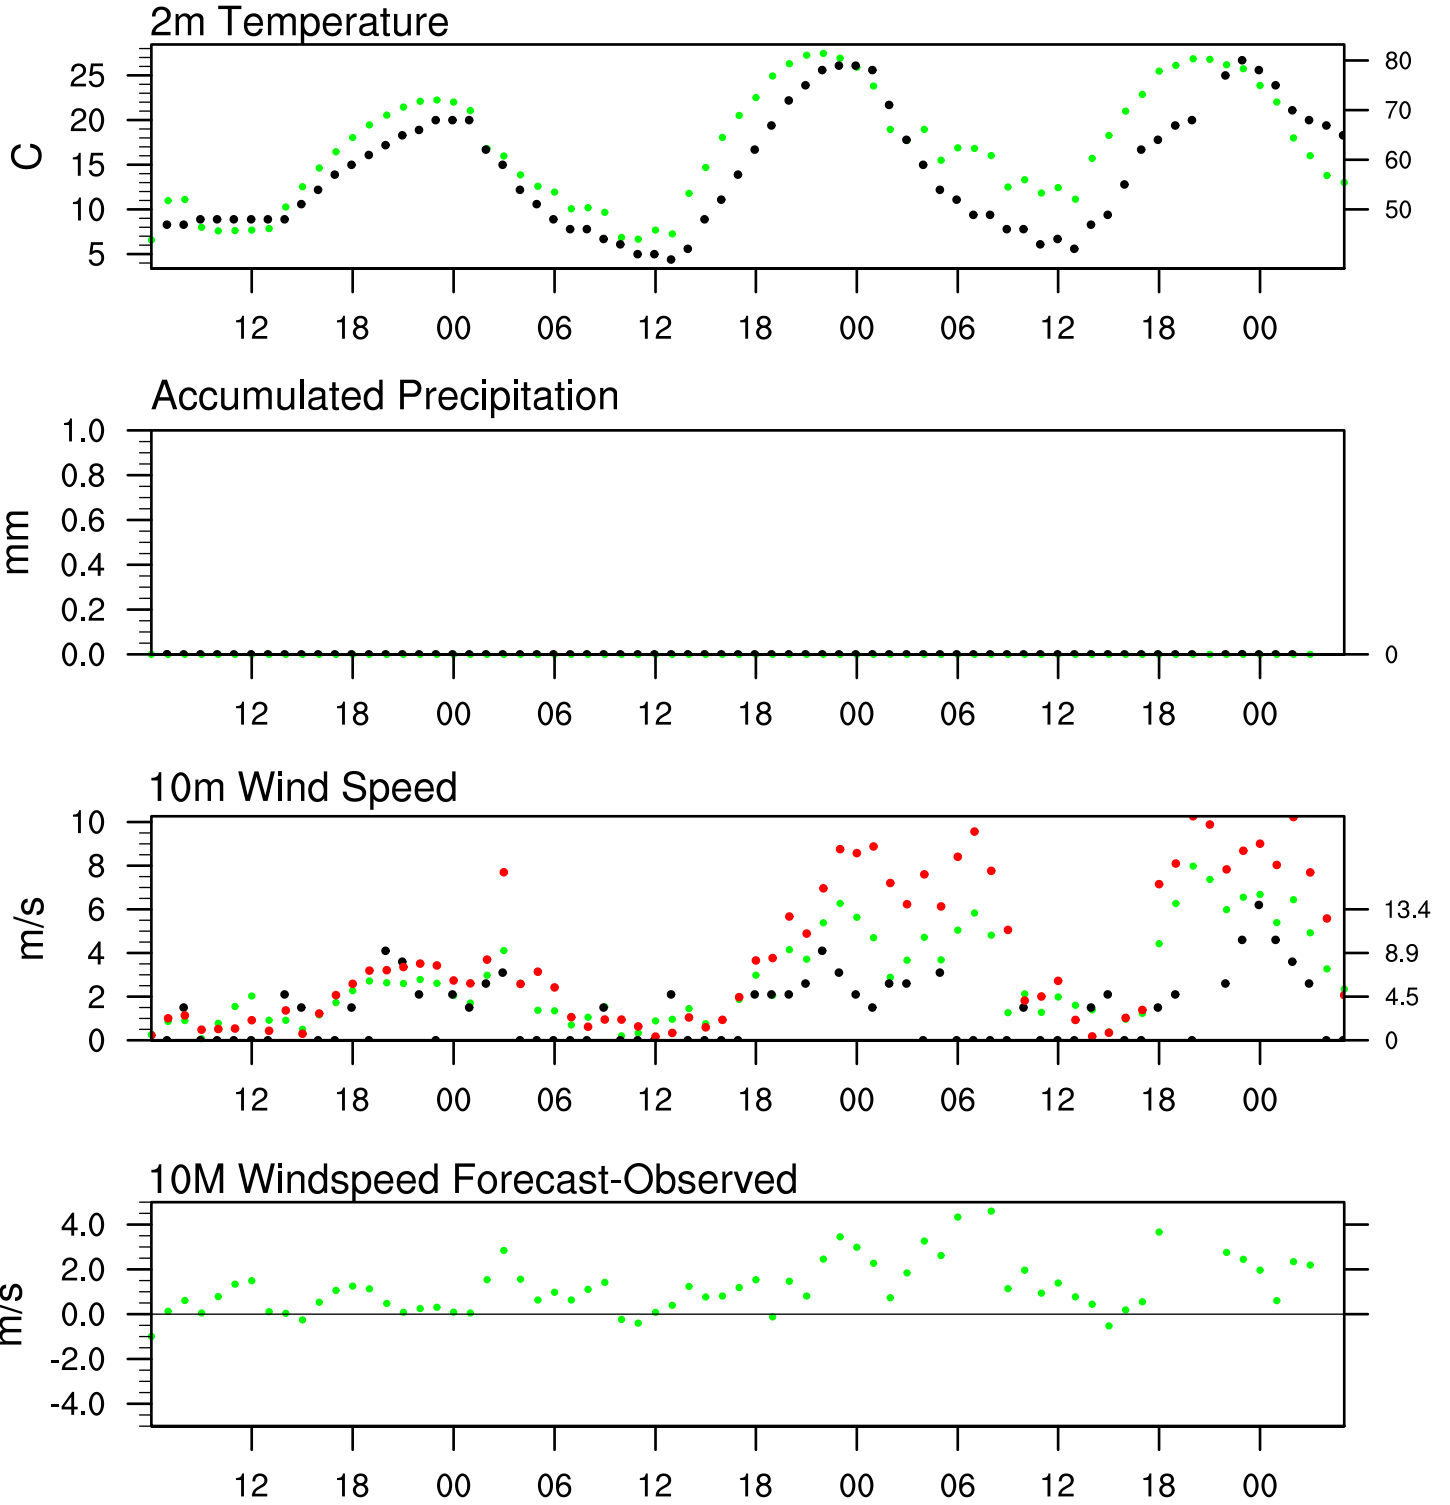 2m Temperature
C
25
20
15
10
5
80
70
60
50
12 18 00 06 12 18 00 06 12 18 00
Accumulated Precipitation
mm
1.0
0.8
0.6
0.4
0.2
0.0
0
12 18 00 06 12 18 00 06 12 18 00
10m Wind Speed
m/s
10
8
6
4
2
0
13.4
8.9
4.5
0
12 18 00 06 12 18 00 06 12 18 00
10M Windspeed Forecast-Observed
m/s
4.0
2.0
0.0
-2.0
-4.0
12 18 00 06 12 18 00 06 12 18 00